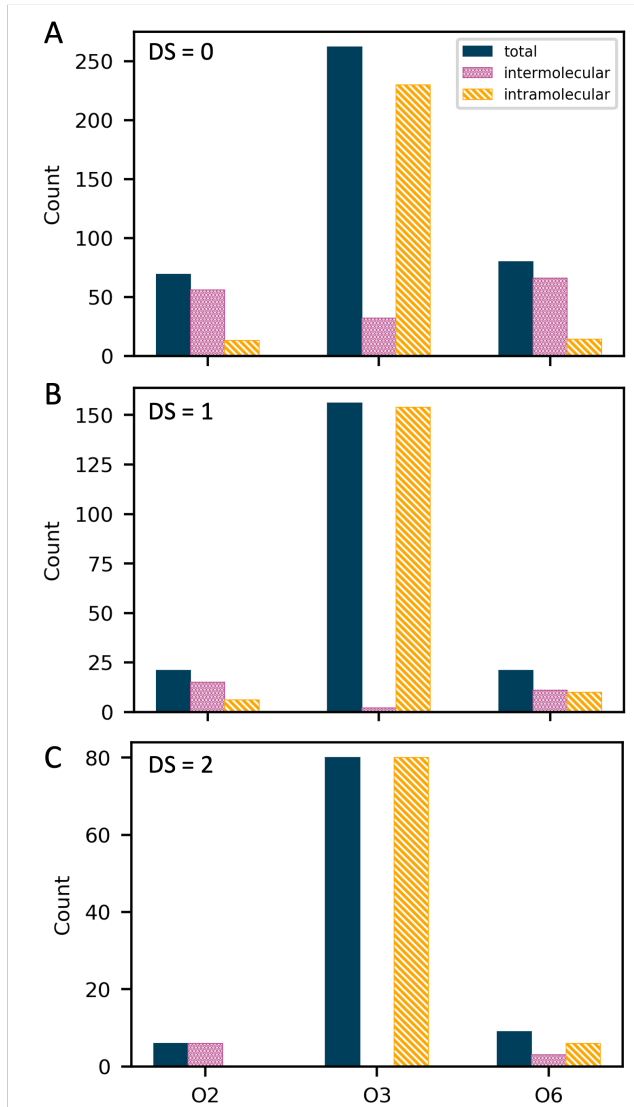 A
DS = 0
total
intermolecular
intramolecular
250
200
150
100
50
0
Count
B
DS = 1
150
125
100
75
50
25
0
Count
C
DS = 2
80
60
40
20
0
Count
O2 O3 O6